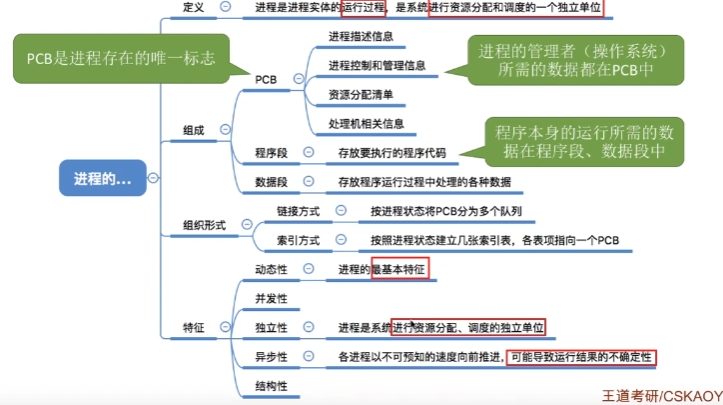 定义
进程是进程实体的运行过程，是系统进行资源分配和调度的一个独立单位
PCB是进程存在的唯一标志
进程描述信息
进程的管理者（操作系统）
所需的数据都在PCB中
PCB
进程控制和管理信息
资源分配清单
处理机相关信息
组成
程序段
存放要执行的程序代码
程序本身的运行所需的数
据在程序段、数据段中
数据段
存放程序运行过程中处理的各种数据
进程的...
组织形式
链接方式
按进程状态将PCB分为多个队列
索引方式
按照进程状态建立几张索引表，各表项指向一个PCB
动态性
进程的最基本特征
并发性
特征
独立性
进程是系统进行资源分配、调度的独立单位
异步性
各进程以不可预知的速度向前推进，可能导致运行结果的不确定性
结构性
王道考研/CSKAOY